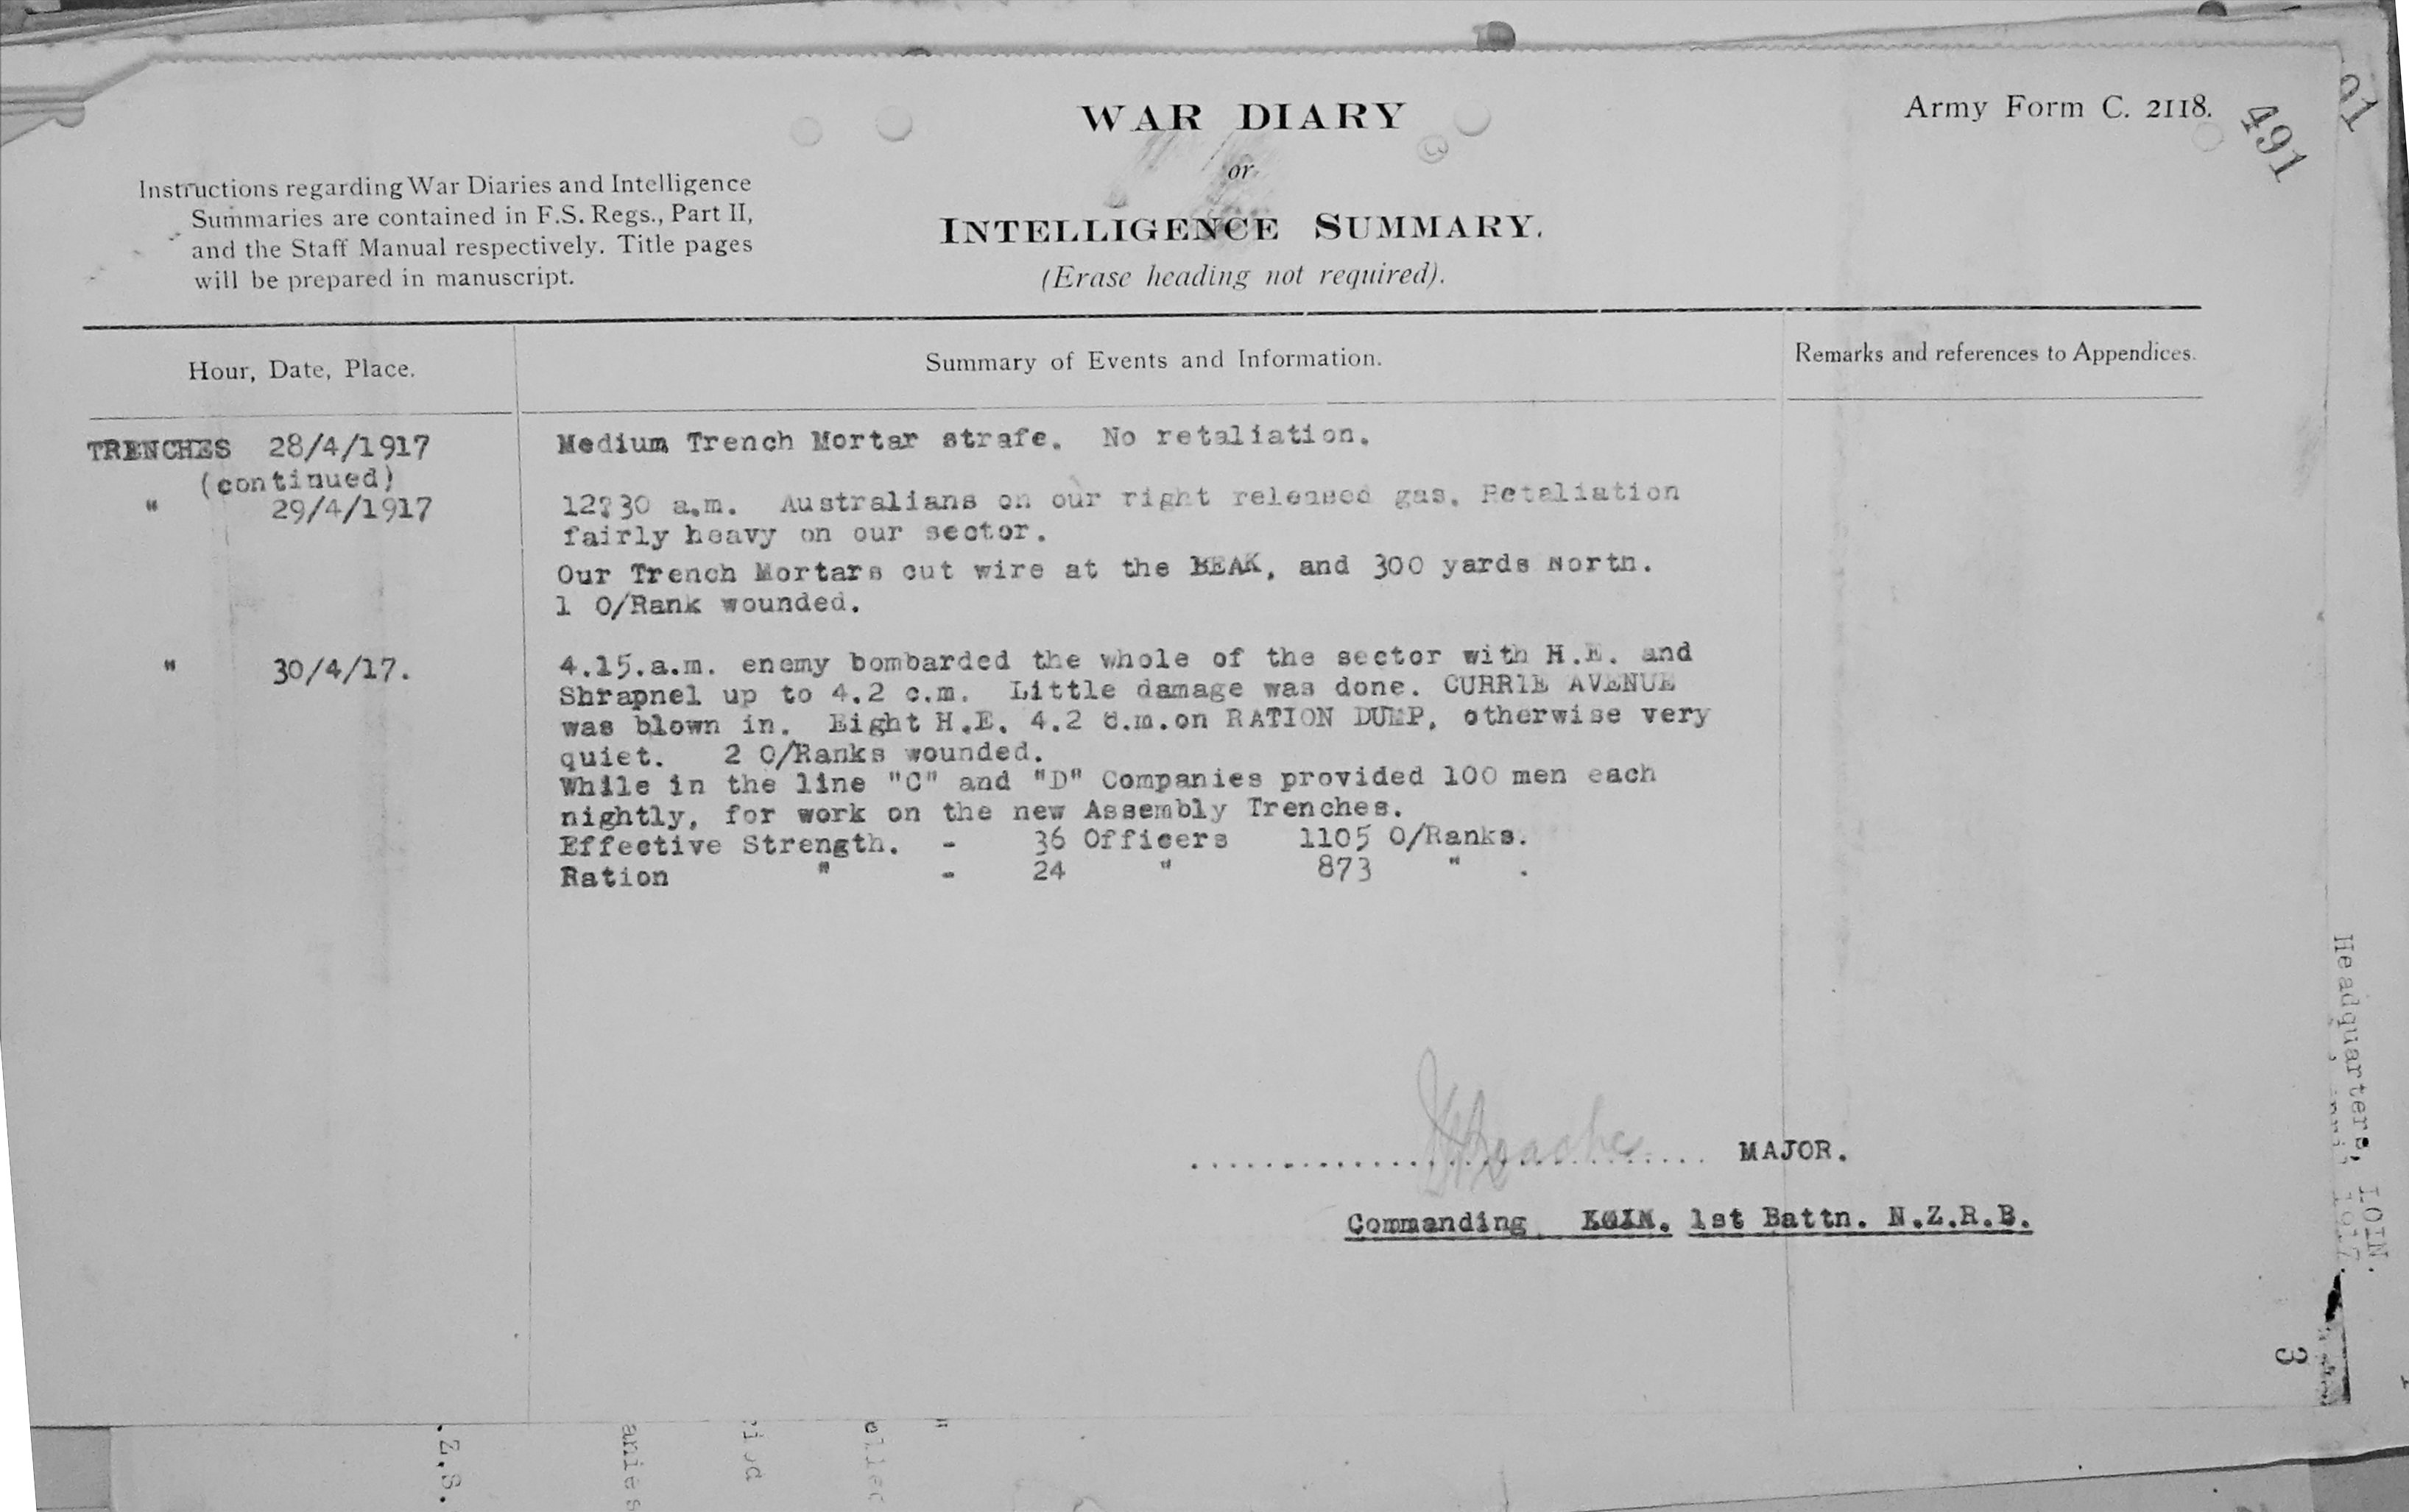 WAR DIARY
or
INTELLIGENCE SUMMARY.
(Erase heading not required).
Army Form C. 2118.
491
91
Instructions regarding War Diaries and Intelligence
Summaries are contained in F.S. Regs., Part II,
and the Staff Manual respectively. Title pages
will be prepared in manuscript.
Hour, Date, Place.
Summary of Events and Information.
Remarks and references to Appendices.
TRENCHES 28/4/1917
(continued)
Medium Trench Mortar strafe. No retaliation.
" 29/4/1917
12:30 a.m. Australians on our right released gas. Retaliation
fairly heavy on our sector.
Our Trench Mortars cut wire at the BEAK, and 300 yards North.
1 O/Rank wounded.
" 30/4/17.
4.15.a.m. enemy bombarded the whole of the sector with H.E. and
Shrapnel up to 4.2 c.m. Little damage was done. CURRIE AVENUE
was blown in. Eight H.E. 4.2 c.m.on RATION DUMP, otherwise very
quiet. 2 O/Ranks wounded.
While in the line "C" and "D" Companies provided 100 men each
nightly, for work on the new Assembly Trenches.
Effective Strength. - 36 Officers 1105 O/Ranks.
Ration " - 24 " 873 " .
MAJOR.
Commanding 1st Battn. N.Z.R.B.
Headquarters, LOIN.
1917.
3
.Z.S.
anies